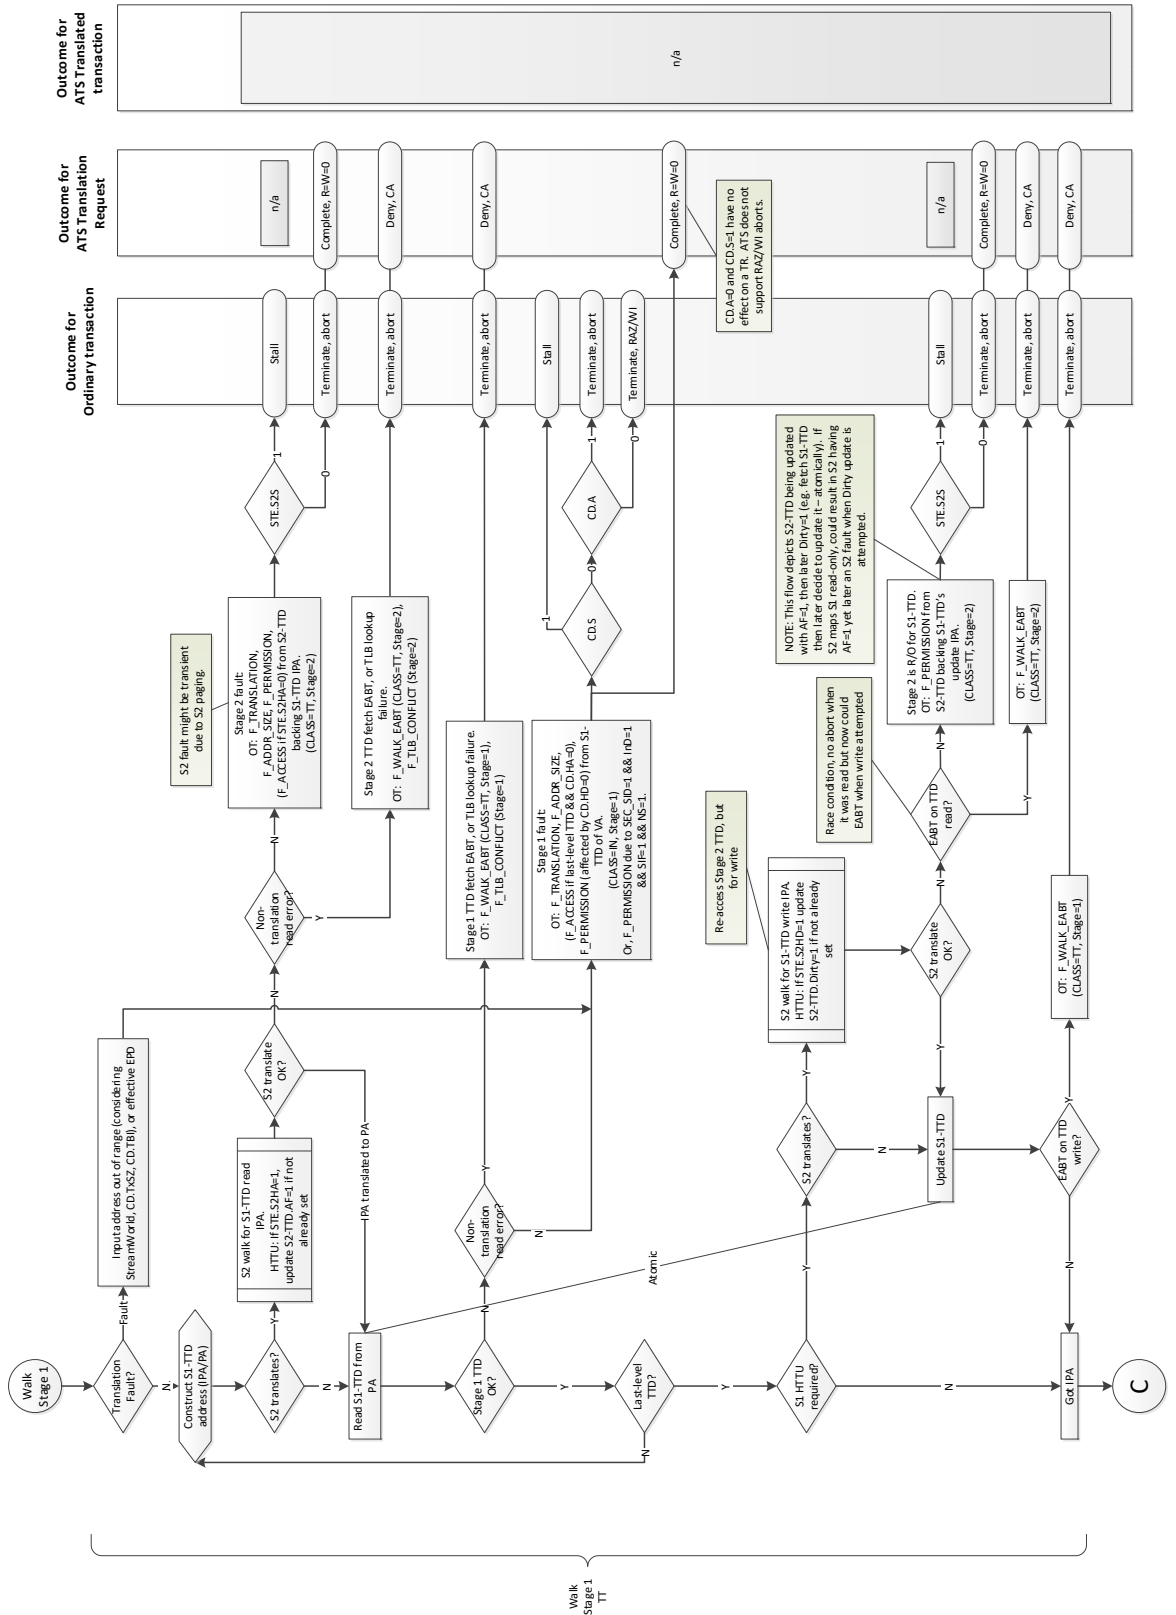 Outcome for
Ordinary transaction
Outcome for
ATS Translation
Request
Outcome for
ATS Translated
transaction
Walk
Stage 1
TT
Walk
Stage 1
Translation
Fault?
Fault
N
Input address out of range (considering
StreamWorld, CD.TxSZ, CD.TBI), or effective EPD
Construct S1-TTD
address (IPA/PA)
S2 translates?
Y
N
S2 walk for S1-TTD read
IPA.
HTTU: If STE.S2HA=1,
update S2-TTD.AF=1 if not
already set
S2 translate
OK?
N
IPA translated to PA
Non-
translation
read error?
N
Y
S2 fault might be transient
due to S2 paging.
Stage 2 fault:
OT: F_TRANSLATION,
F_ADDR_SIZE, F_PERMISSION,
(F_ACCESS if STE.S2HA=0) from S2-TTD
backing S1-TTD IPA.
(CLASS=TT, Stage=2)
STE.S2S
1
0
Stall
n/a
Terminate, abort
Complete, R=W=0
Stage 2 TTD fetch EABT, or TLB lookup
failure.
OT: F_WALK_EABT (CLASS=TT, Stage=2),
F_TLB_CONFLICT (Stage=2)
Terminate, abort
Deny, CA
n/a
Read S1-TTD from
PA
Stage 1 TTD
OK?
N
Y
Non-
translation
read error?
Y
N
Stage 1 TTD fetch EABT, or TLB lookup failure.
OT: F_WALK_EABT (CLASS=TT, Stage=1),
F_TLB_CONFLICT (Stage=1)
Terminate, abort
Deny, CA
Stage 1 fault:
OT: F_TRANSLATION, F_ADDR_SIZE,
(F_ACCESS if last-level TTD && CD.HA=0),
F_PERMISSION (affected by CD.HD=0) from S1-
TTD of VA.
(CLASS=IN, Stage=1)
Or, F_PERMISSION due to SEC_SID=1 && InD=1
&& SIF=1 && NS=1.
CD.S
1
0
CD.A
1
0
Stall
Terminate, abort
Terminate, RAZ/WI
Complete, R=W=0
CD.A=0 and CD.S=1 have no
effect on a TR. ATS does not
support RAZ/WI aborts.
Last-level
TTD?
N
Y
Atomic
S1 HTTU
required?
Y
N
S2 translates?
Y
N
Re-access Stage 2 TTD, but
for write
S2 walk for S1-TTD write IPA.
HTTU: If STE.S2HD=1 update
S2-TTD.Dirty=1 if not already
set
S2 translate
OK?
N
Y
Race condition, no abort when
it was read but now could
EABT when write attempted
EABT on TTD
read?
N
Y
NOTE: This flow depicts S2-TTD being updated
with AF=1, then later Dirty=1 (e.g. fetch S1-TTD
then later decide to update it – atomically). If
S2 maps S1 read-only, could result in S2 having
AF=1 yet later an S2 fault when Dirty update is
attempted.
Stage 2 is R/O for S1-TTD.
OT: F_PERMISSION from
S2-TTD backing S1-TTD's
update IPA.
(CLASS=TT, Stage=2)
STE.S2S
1
0
Stall
n/a
Terminate, abort
Complete, R=W=0
OT: F_WALK_EABT
(CLASS=TT, Stage=2)
Terminate, abort
Deny, CA
Update S1-TTD
EABT on TTD
write?
Y
N
OT: F_WALK_EABT
(CLASS=TT, Stage=1)
Terminate, abort
Deny, CA
Got IPA
C